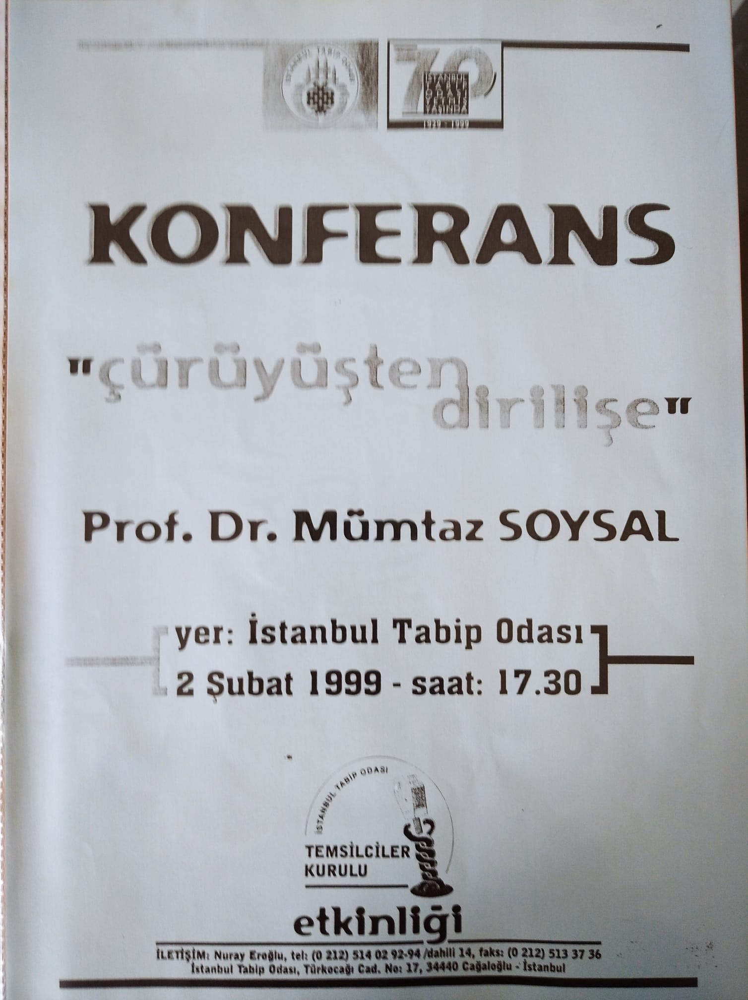 İSTANBUL TABİP ODASI
70
İSTANBUL
TABİP
ODASI
YETMİŞ
YAŞINDA
1929 - 1999
KONFERANS
"çürüyüşten
dirilişe"
Prof. Dr. Mümtaz SOYSAL
yer: İstanbul Tabip Odası
2 Şubat 1999 - saat: 17.30
İSTANBUL TABİP ODASI
TEMSİLCİLER
KURULU
etkinliği
İLETİŞİM: Nuray Eroğlu, tel: (0 212) 514 02 92-94 /dahili 14, faks: (0 212) 513 37 36
İstanbul Tabip Odası, Türkocağı Cad. No: 17, 34440 Cağaloğlu - İstanbul